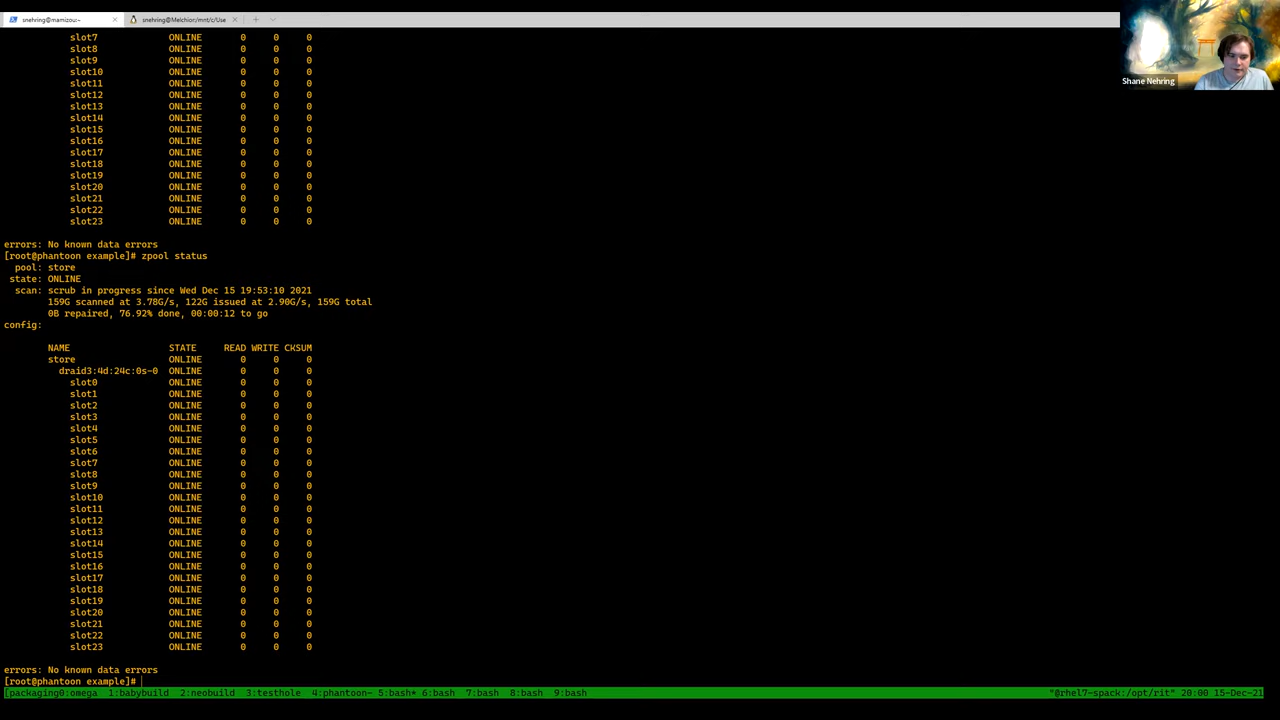 snehring@mamizou:~
snehring@Melchior:/mnt/c/Use
Shane Nehring
slot7 ONLINE 0 0 0
slot8 ONLINE 0 0 0
slot9 ONLINE 0 0 0
slot10 ONLINE 0 0 0
slot11 ONLINE 0 0 0
slot12 ONLINE 0 0 0
slot13 ONLINE 0 0 0
slot14 ONLINE 0 0 0
slot15 ONLINE 0 0 0
slot16 ONLINE 0 0 0
slot17 ONLINE 0 0 0
slot18 ONLINE 0 0 0
slot19 ONLINE 0 0 0
slot20 ONLINE 0 0 0
slot21 ONLINE 0 0 0
slot22 ONLINE 0 0 0
slot23 ONLINE 0 0 0
errors: No known data errors
[root@phantoon example]# zpool status
pool: store
state: ONLINE
scan: scrub in progress since Wed Dec 15 19:53:10 2021
159G scanned at 3.78G/s, 122G issued at 2.90G/s, 159G total
0B repaired, 76.92% done, 00:00:12 to go
config:
NAME STATE READ WRITE CKSUM
store ONLINE 0 0 0
draid3:4d:24c:0s-0 ONLINE 0 0 0
slot0 ONLINE 0 0 0
slot1 ONLINE 0 0 0
slot2 ONLINE 0 0 0
slot3 ONLINE 0 0 0
slot4 ONLINE 0 0 0
slot5 ONLINE 0 0 0
slot6 ONLINE 0 0 0
slot7 ONLINE 0 0 0
slot8 ONLINE 0 0 0
slot9 ONLINE 0 0 0
slot10 ONLINE 0 0 0
slot11 ONLINE 0 0 0
slot12 ONLINE 0 0 0
slot13 ONLINE 0 0 0
slot14 ONLINE 0 0 0
slot15 ONLINE 0 0 0
slot16 ONLINE 0 0 0
slot17 ONLINE 0 0 0
slot18 ONLINE 0 0 0
slot19 ONLINE 0 0 0
slot20 ONLINE 0 0 0
slot21 ONLINE 0 0 0
slot22 ONLINE 0 0 0
slot23 ONLINE 0 0 0
errors: No known data errors
[root@phantoon example]#
[packaging0:omega 1:babybuild 2:neobuild 3:testhole 4:phantoon- 5:bash* 6:bash 7:bash 8:bash 9:bash "@rhel7-spack:/opt/rit" 20:00 15-Dec-21